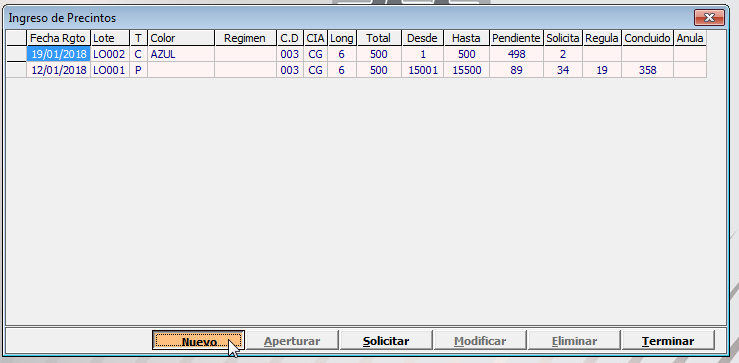 Ingreso de Precintos
Fecha Rgto Lote T Color Regimen C.D CIA Long Total Desde Hasta Pendiente Solicita Regula Concluido Anula
19/01/2018 LO002 C AZUL 003 CG 6 500 1 500 498 2
12/01/2018 LO001 P 003 CG 6 500 15001 15500 89 34 19 358
Nuevo Aperturar Solicitar Modificar Eliminar Terminar